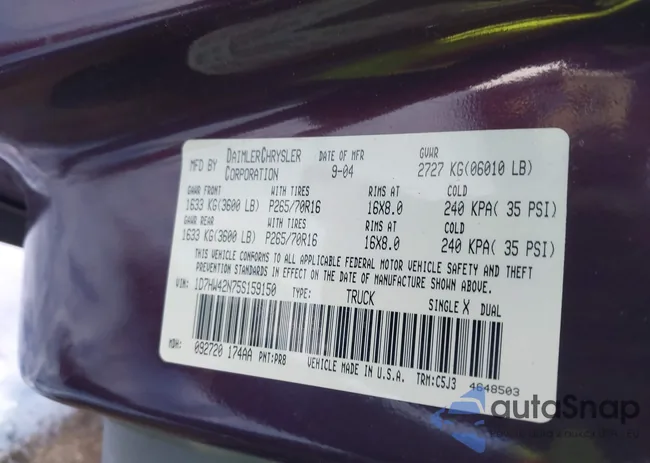 MFD BY DAIMLERCHRYSLER CORPORATION DATE OF MFR 9-04 GVWR 2727 KG(06010 LB)
GAWR FRONT WITH TIRES RIMS AT COLD
1633 KG(3600 LB) P265/70R16 16X8.0 240 KPA( 35 PSI)
GAWR REAR WITH TIRES RIMS AT COLD
1633 KG(3600 LB) P265/70R16 16X8.0 240 KPA( 35 PSI)
THIS VEHICLE CONFORMS TO ALL APPLICABLE FEDERAL MOTOR VEHICLE SAFETY AND THEFT
PREVENTION STANDARDS IN EFFECT ON THE DATE OF MANUFACTURE SHOWN ABOVE.
VIN: 1D7HW42N75S159150 TYPE: TRUCK SINGLE X DUAL
MDH: 092720 174AA PNT:PR8 VEHICLE MADE IN U.S.A. TRM:C5J3 4648503
autoSnap